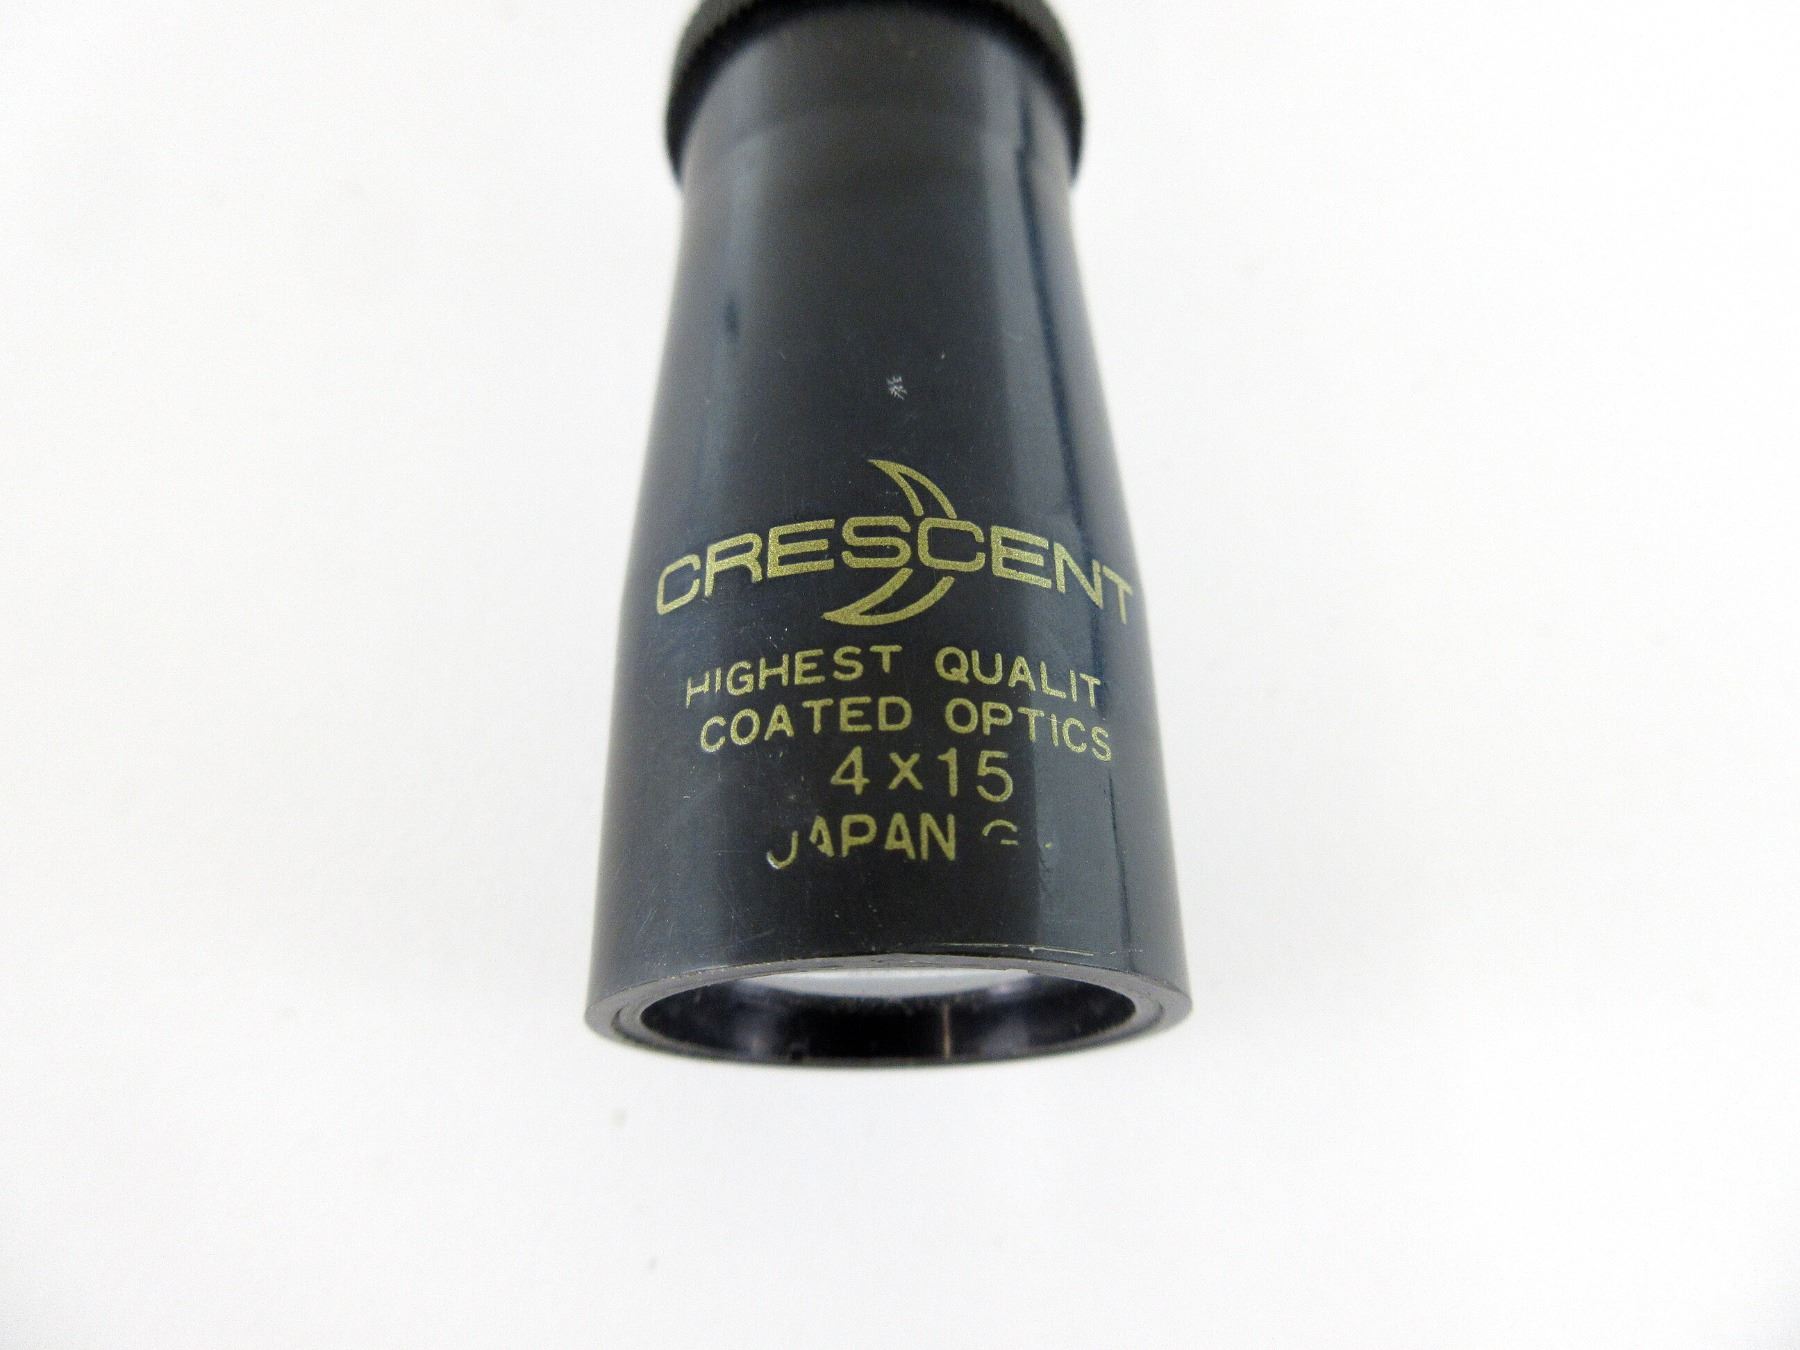 CRESCENT
HIGHEST QUALIT
COATED OPTICS
4x15
JAPAN